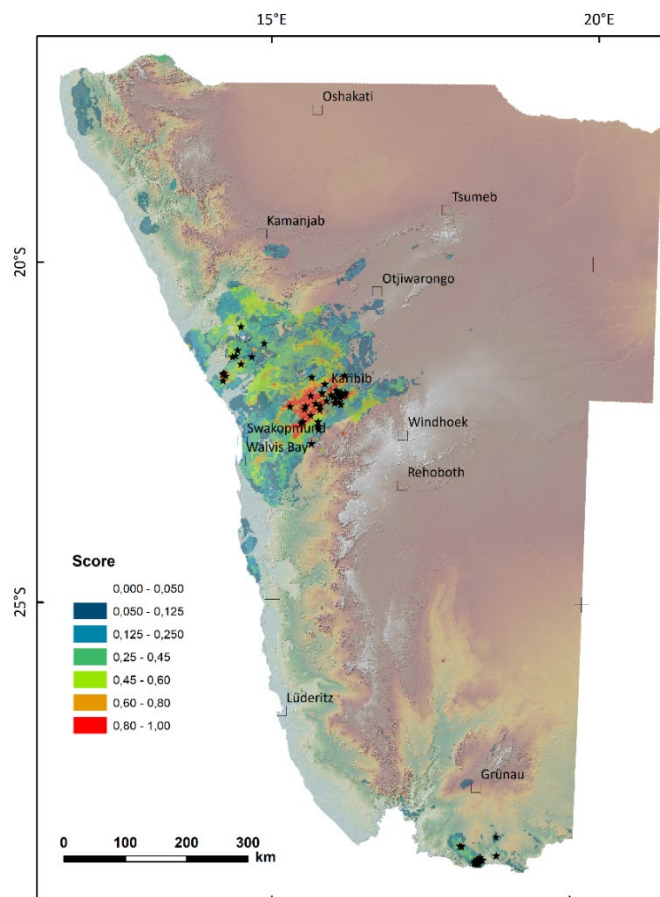 15°E 20°E
Oshakati
Tsumeb
Kamanjab
20°S
Otjiwarongo
Karibib
Swakopmund
Windhoek
Walvis Bay
Rehoboth
Score
0,000 - 0,050
25°S
0,050 - 0,125
0,125 - 0,250
0,25 - 0,45
0,45 - 0,60
0,60 - 0,80
Lüderitz
0,80 - 1,00
Grünau
0 100 200 300
km